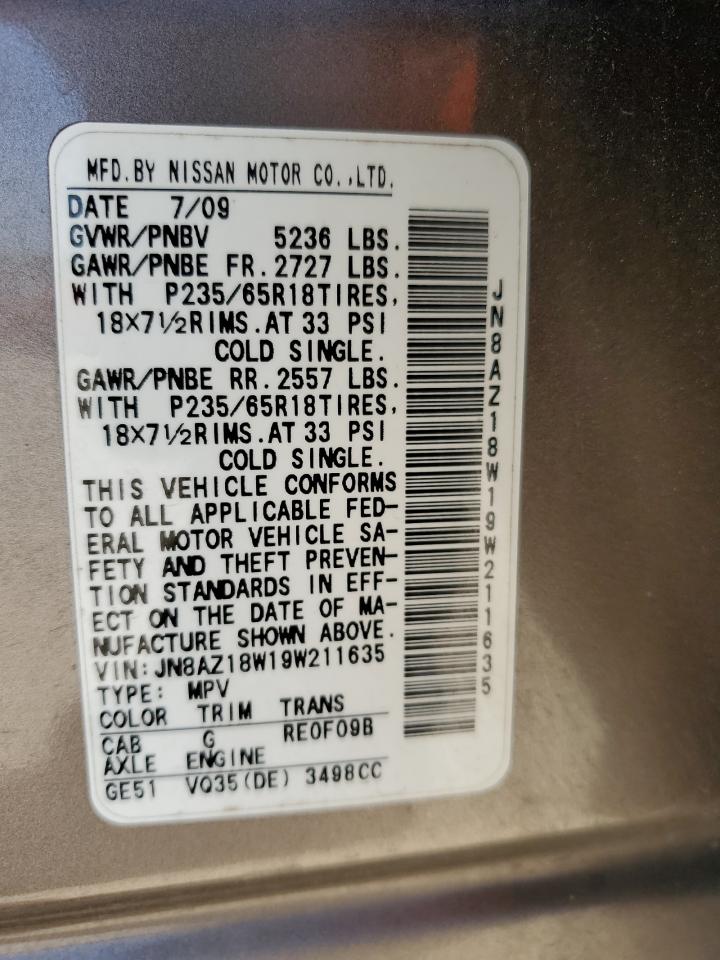 MFD.BY NISSAN MOTOR CO.,LTD.
DATE 7/09
GVWR/PNBV 5236 LBS.
GAWR/PNBE FR.2727 LBS.
WITH P235/65R18TIRES,
18×7½RIMS.AT 33 PSI
COLD SINGLE.
GAWR/PNBE RR.2557 LBS.
WITH P235/65R18TIRES,
18×7½RIMS.AT 33 PSI
COLD SINGLE.
THIS VEHICLE CONFORMS
TO ALL APPLICABLE FED-
ERAL MOTOR VEHICLE SA-
FETY AND THEFT PREVEN-
TION STANDARDS IN EFF-
ECT ON THE DATE OF MA-
NUFACTURE SHOWN ABOVE.
VIN: JN8AZ18W19W211635
TYPE: MPV
COLOR TRIM TRANS
CAB G RE0F09B
AXLE ENGINE
GE51 VQ35(DE) 3498CC
JN8AZ18W19W211635